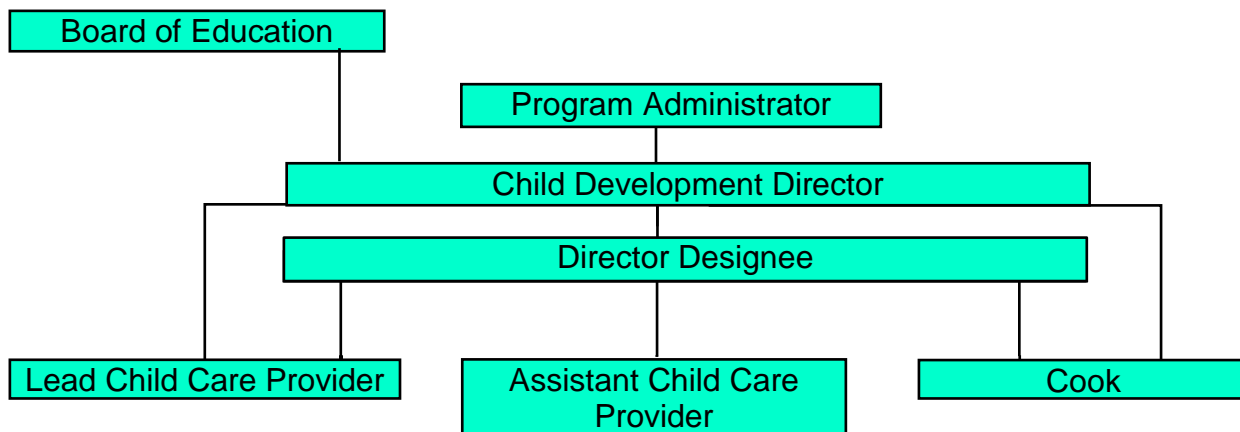 Board of Education
Program Administrator
Child Development Director
Director Designee
Lead Child Care Provider
Assistant Child Care
Provider
Cook